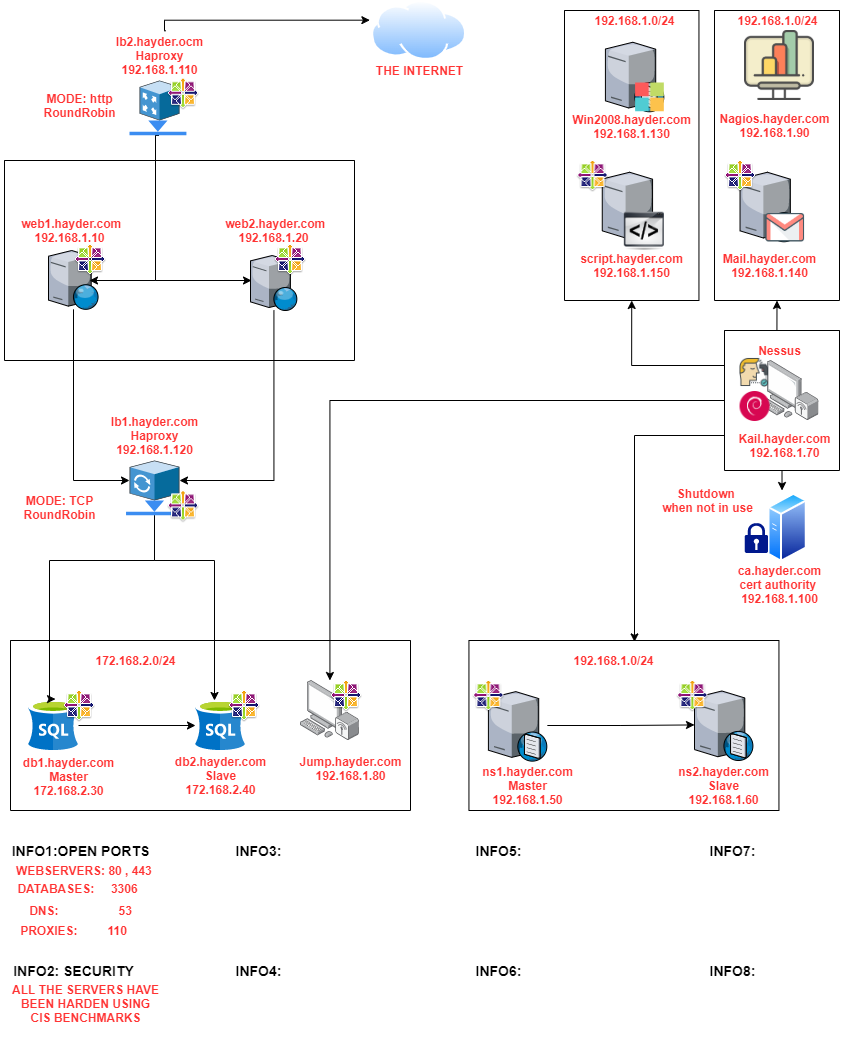 lb2.hayder.ocm
Haproxy
192.168.1.110
THE INTERNET
MODE: http
RoundRobin
web1.hayder.com
192.168.1.10
web2.hayder.com
192.168.1.20
lb1.hayder.com
Haproxy
192.168.1.120
MODE: TCP
RoundRobin
172.168.2.0/24
SQL
db1.hayder.com
Master
172.168.2.30
SQL
db2.hayder.com
Slave
172.168.2.40
Jump.hayder.com
192.168.1.80
192.168.1.0/24
Win2008.hayder.com
192.168.1.130
</>
script.hayder.com
192.168.1.150
192.168.1.0/24
Nagios.hayder.com
192.168.1.90
Mail.hayder.com
192.168.1.140
Nessus
Kail.hayder.com
192.168.1.70
Shutdown
when not in use
ca.hayder.com
cert authority
192.168.1.100
192.168.1.0/24
ns1.hayder.com
Master
192.168.1.50
ns2.hayder.com
Slave
192.168.1.60
INFO1:OPEN PORTS
WEBSERVERS: 80 , 443
DATABASES: 3306
DNS: 53
PROXIES: 110
INFO3:
INFO5:
INFO7:
INFO2: SECURITY
ALL THE SERVERS HAVE
BEEN HARDEN USING
CIS BENCHMARKS
INFO4:
INFO6:
INFO8: